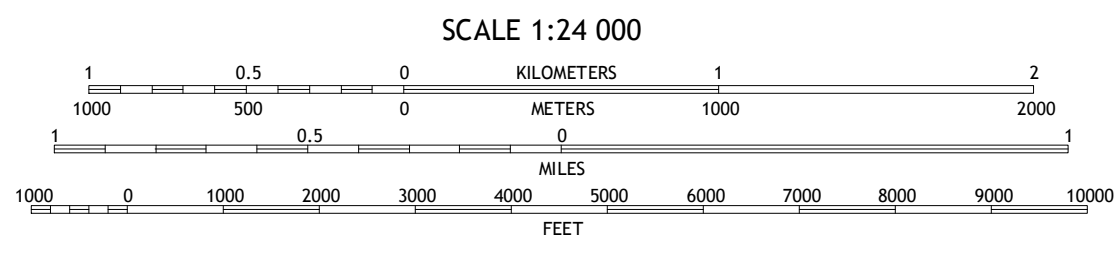 SCALE 1:24 000
1 0.5 0 KILOMETERS 1 2
1000 500 0 METERS 1000 2000
1 0.5 0 1
MILES
1000 0 1000 2000 3000 4000 5000 6000 7000 8000 9000 10000
FEET